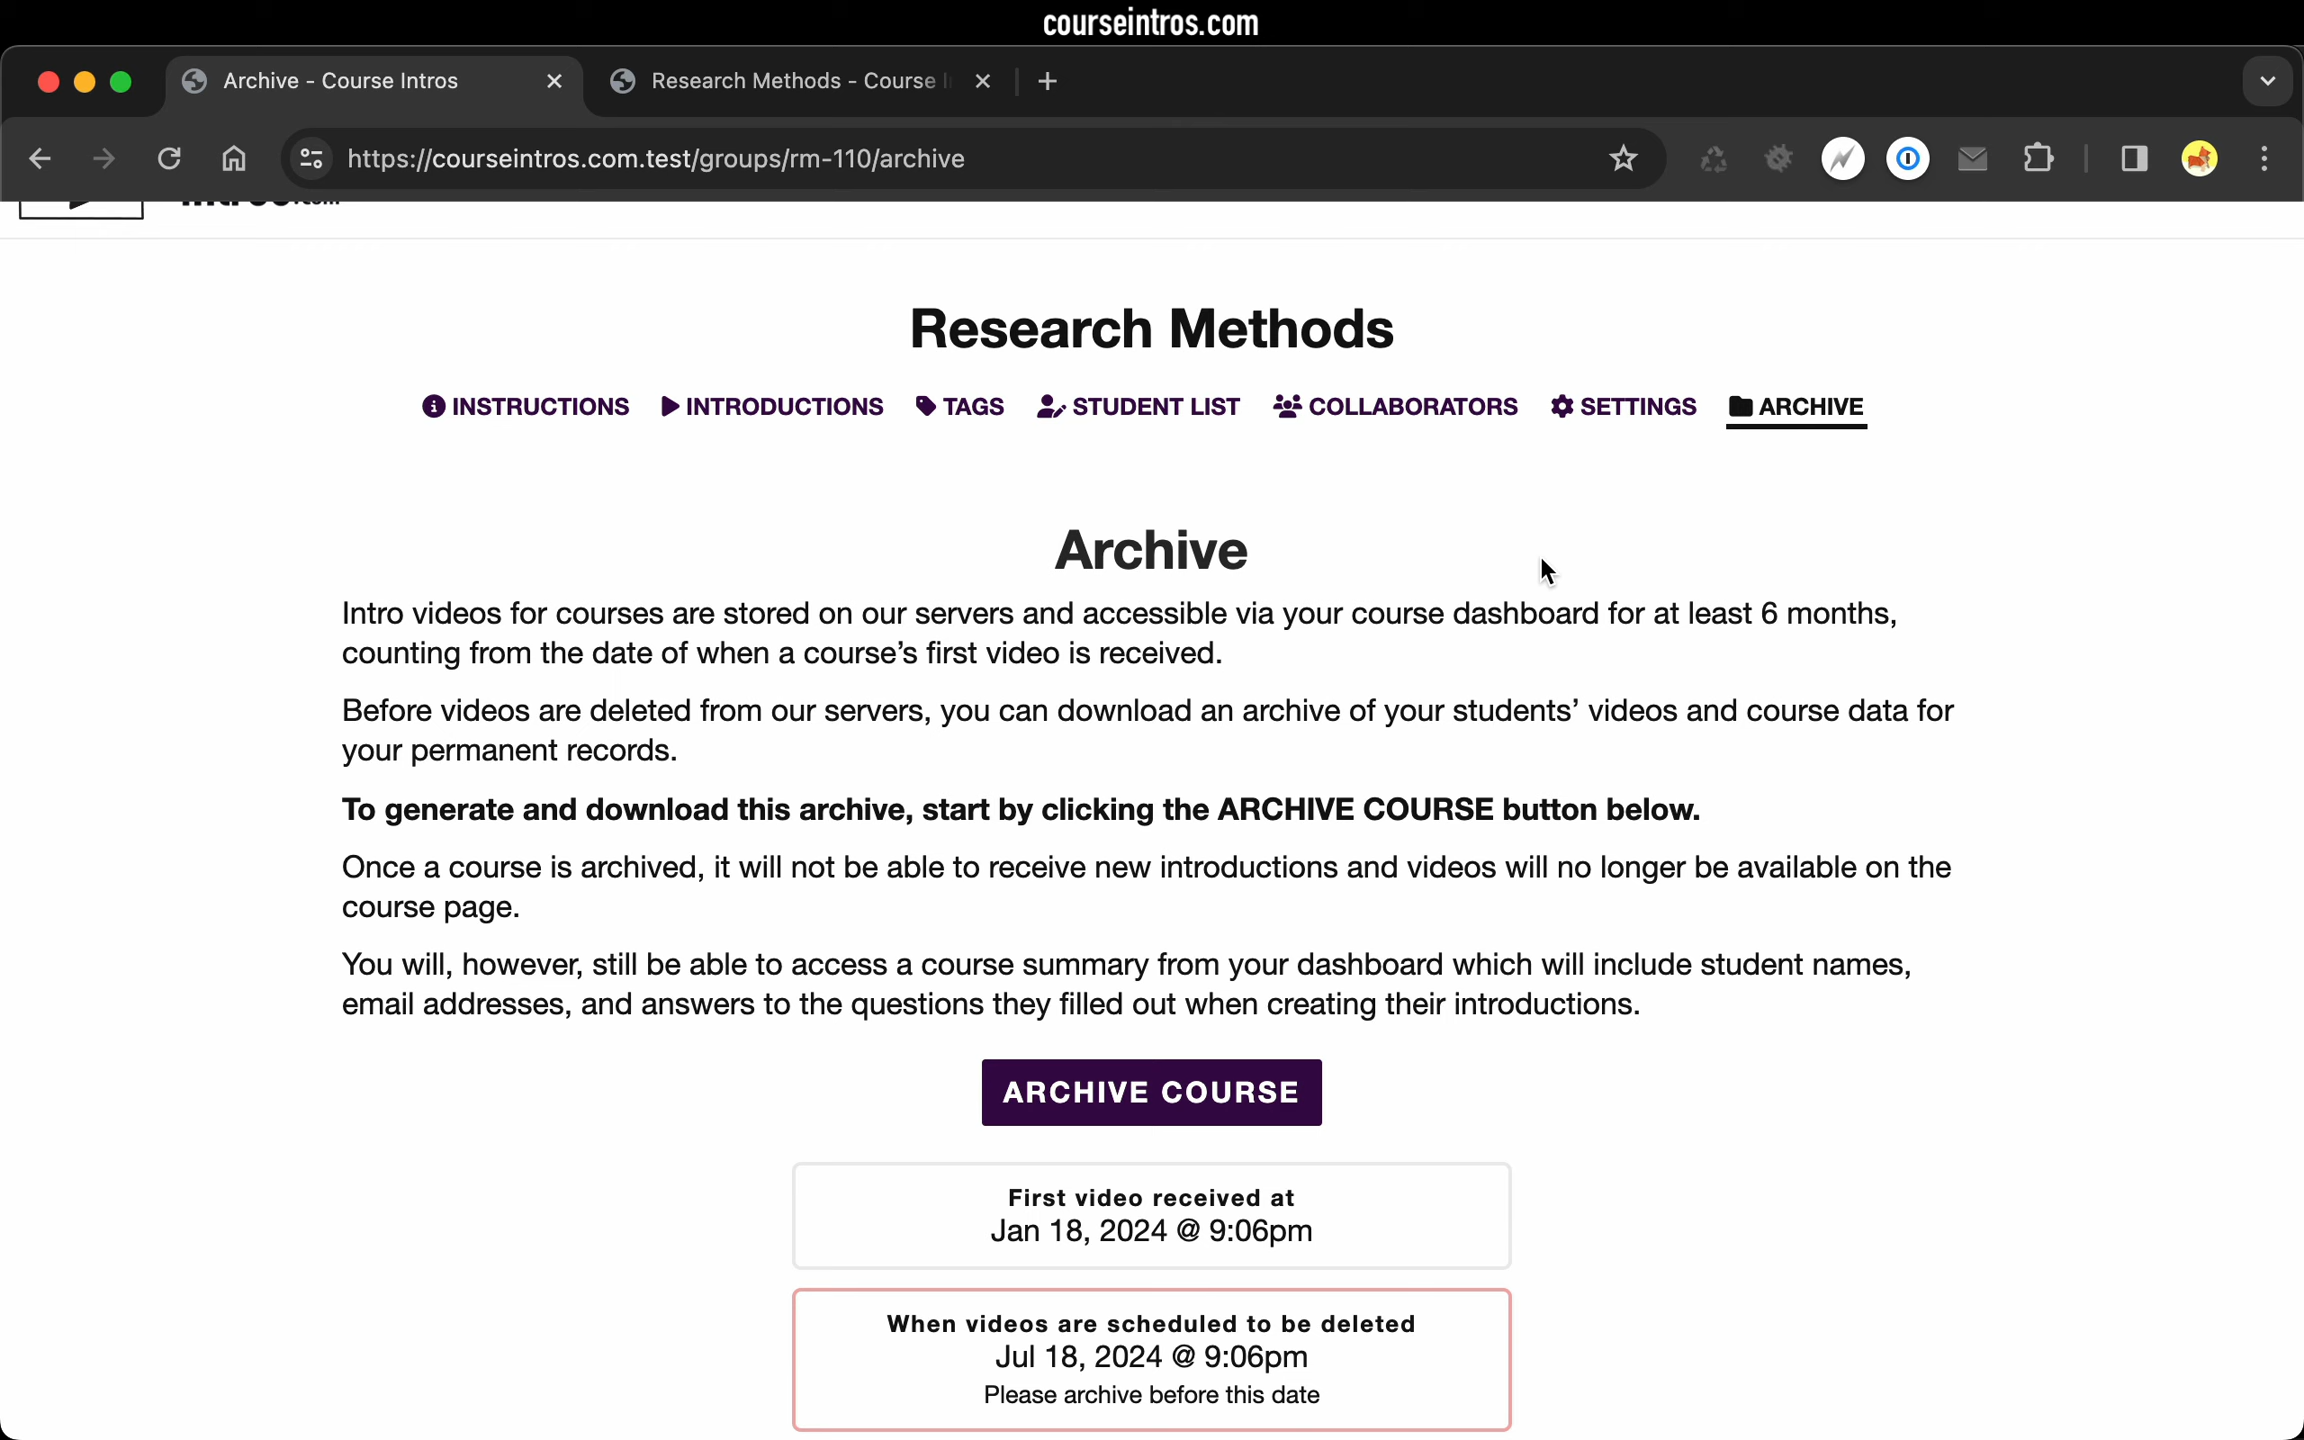 courseintros.com
Archive - Course Intros
Research Methods - Course
https://courseintros.com.test/groups/rm-110/archive
Research Methods
INSTRUCTIONS INTRODUCTIONS TAGS STUDENT LIST COLLABORATORS SETTINGS ARCHIVE
Archive
Intro videos for courses are stored on our servers and accessible via your course dashboard for at least 6 months,
counting from the date of when a course’s first video is received.
Before videos are deleted from our servers, you can download an archive of your students’ videos and course data for
your permanent records.
To generate and download this archive, start by clicking the ARCHIVE COURSE button below.
Once a course is archived, it will not be able to receive new introductions and videos will no longer be available on the
course page.
You will, however, still be able to access a course summary from your dashboard which will include student names,
email addresses, and answers to the questions they filled out when creating their introductions.
ARCHIVE COURSE
First video received at
Jan 18, 2024 @ 9:06pm
When videos are scheduled to be deleted
Jul 18, 2024 @ 9:06pm
Please archive before this date